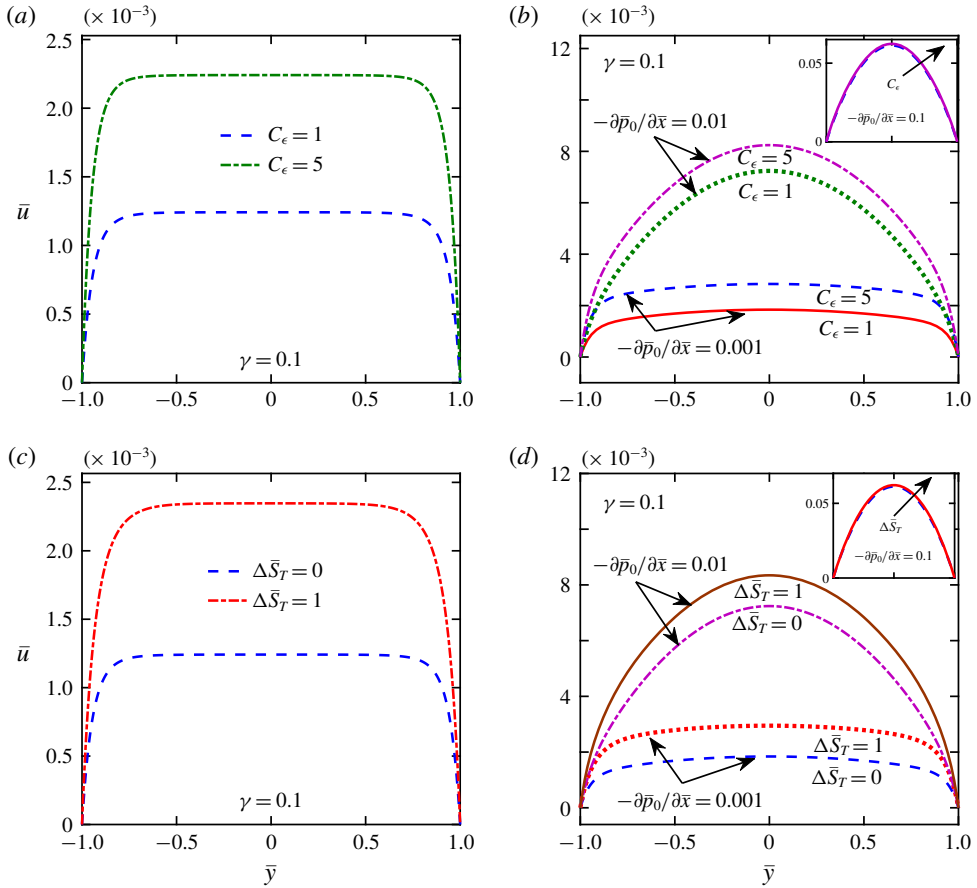 (a)
(× 10⁻³)
2.5
2.0
1.5
1.0
0.5
0
ū
C_ϵ = 1
C_ϵ = 5
γ = 0.1
−1.0 −0.5 0 0.5 1.0
(b)
(× 10⁻³)
12
8
4
0
γ = 0.1
−∂p̄₀/∂x̄ = 0.01
C_ϵ = 5
C_ϵ = 1
C_ϵ = 5
C_ϵ = 1
−∂p̄₀/∂x̄ = 0.001
−1.0 −0.5 0 0.5 1.0
0.05
0
C_ϵ
−∂p̄₀/∂x̄ = 0.1
(c)
(× 10⁻³)
2.5
2.0
1.5
1.0
0.5
0
ū
ΔS̄_T = 0
ΔS̄_T = 1
γ = 0.1
−1.0 −0.5 0 0.5 1.0
ȳ
(d)
(× 10⁻³)
12
8
4
0
γ = 0.1
−∂p̄₀/∂x̄ = 0.01
ΔS̄_T = 1
ΔS̄_T = 0
ΔS̄_T = 1
ΔS̄_T = 0
−∂p̄₀/∂x̄ = 0.001
−1.0 −0.5 0 0.5 1.0
ȳ
0.05
0
ΔS̄_T
−∂p̄₀/∂x̄ = 0.1